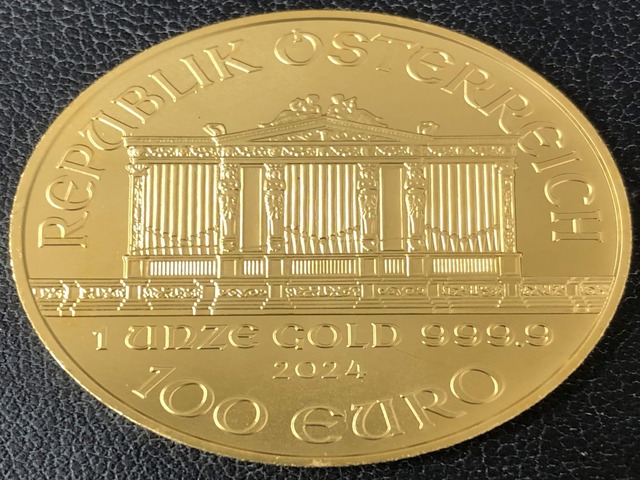 REPUBLIK ÖSTERREICH
1 UNZE GOLD 999.9
2024
100 EURO